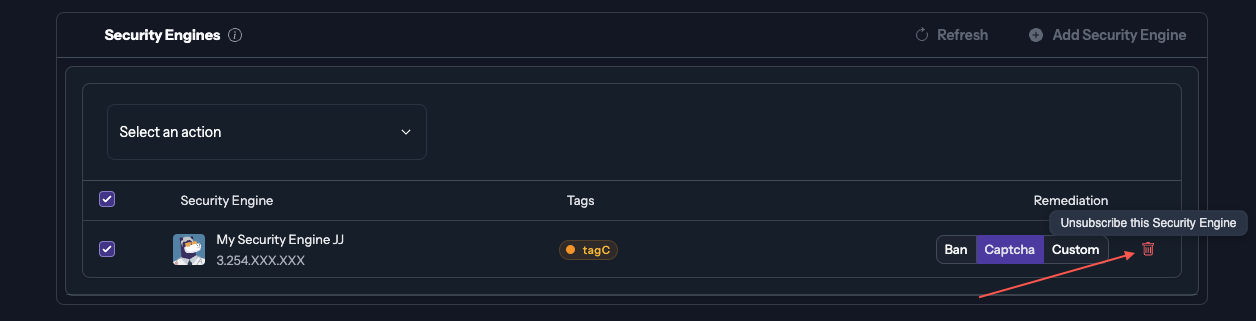 Security Engines
Refresh
Add Security Engine
Select an action
Security Engine
Tags
Remediation
Unsubscribe this Security Engine
My Security Engine JJ
3.254.XXX.XXX
tagC
Ban
Captcha
Custom